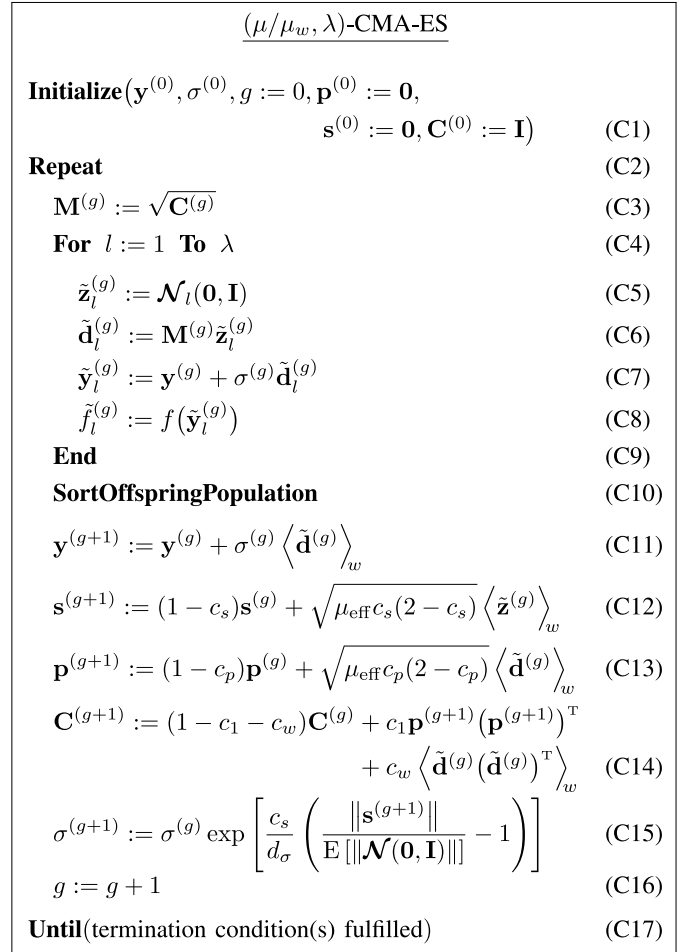 (μ/μ_w, λ)-CMA-ES
Initialize(y^(0), σ^(0), g := 0, p^(0) := 0,
s^(0) := 0, C^(0) := I) (C1)
Repeat (C2)
M^(g) := √C^(g) (C3)
For l := 1 To λ (C4)
z̃_l^(g) := 𝓝_l(0, I) (C5)
d̃_l^(g) := M^(g) z̃_l^(g) (C6)
ỹ_l^(g) := y^(g) + σ^(g) d̃_l^(g) (C7)
f̃_l^(g) := f(ỹ_l^(g)) (C8)
End (C9)
SortOffspringPopulation (C10)
y^(g+1) := y^(g) + σ^(g) ⟨d̃^(g)⟩_w (C11)
s^(g+1) := (1 − c_s)s^(g) + √(μ_eff c_s(2 − c_s)) ⟨z̃^(g)⟩_w (C12)
p^(g+1) := (1 − c_p)p^(g) + √(μ_eff c_p(2 − c_p)) ⟨d̃^(g)⟩_w (C13)
C^(g+1) := (1 − c_1 − c_w)C^(g) + c_1 p^(g+1) (p^(g+1))^T
+ c_w ⟨d̃^(g) (d̃^(g))^T⟩_w (C14)
σ^(g+1) := σ^(g) exp [ c_s/d_σ ( ‖s^(g+1)‖ / E [‖𝓝(0, I)‖] − 1 ) ] (C15)
g := g + 1 (C16)
Until(termination condition(s) fulfilled) (C17)